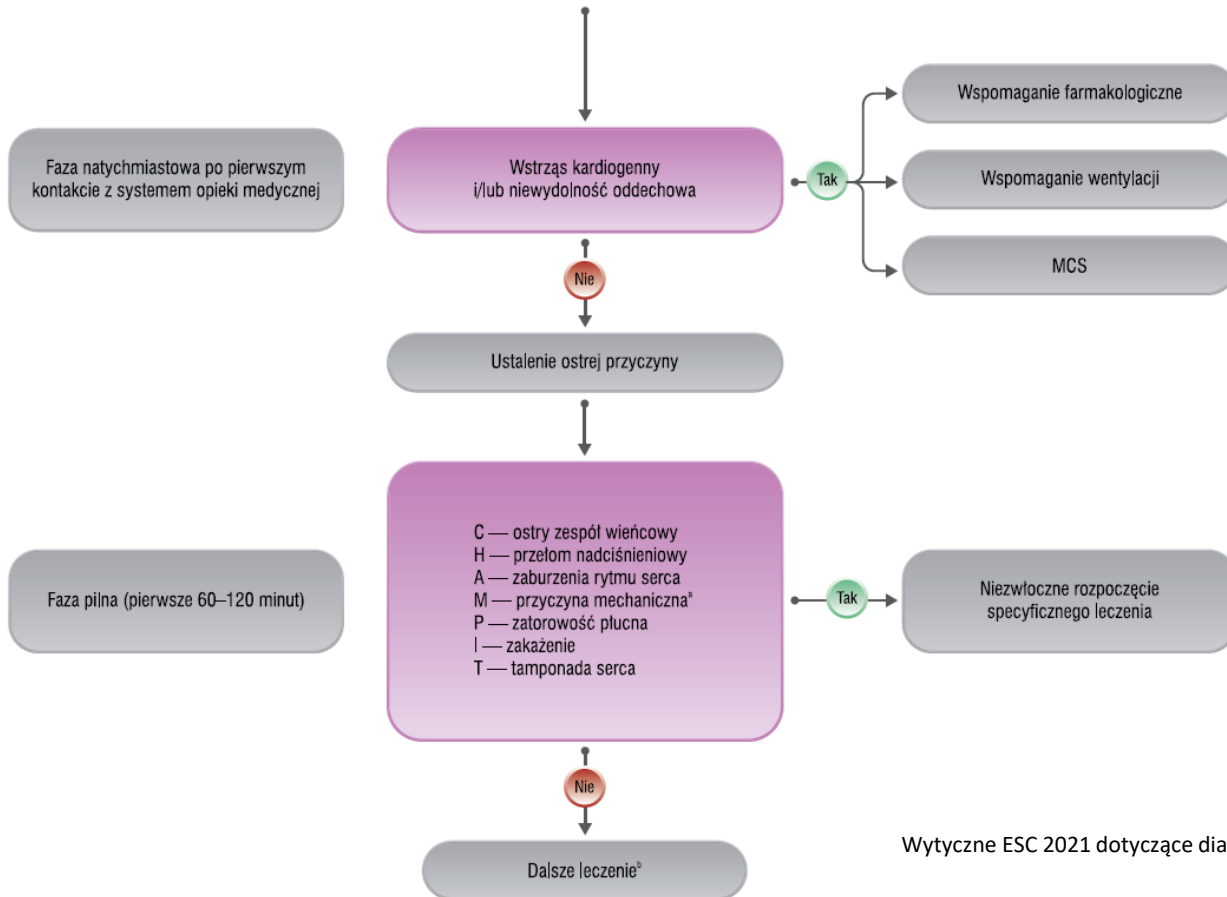 Wspomaganie farmakologiczne
Faza natychmiastowa po pierwszym
kontakcie z systemem opieki medycznej
Wstrząs kardiogenny
i/lub niewydolność oddechowa
Tak
Wspomaganie wentylacji
MCS
Nie
Ustalenie ostrej przyczyny
Faza pilna (pierwsze 60–120 minut)
C — ostry zespół wieńcowy
H — przełom nadciśnieniowy
A — zaburzenia rytmu serca
M — przyczyna mechanicznaª
P — zatorowość płucna
I — zakażenie
T — tamponada serca
Tak
Niezwłoczne rozpoczęcie
specyficznego leczenia
Nie
Dalsze leczenieᵇ
Wytyczne ESC 2021 dotyczące dia